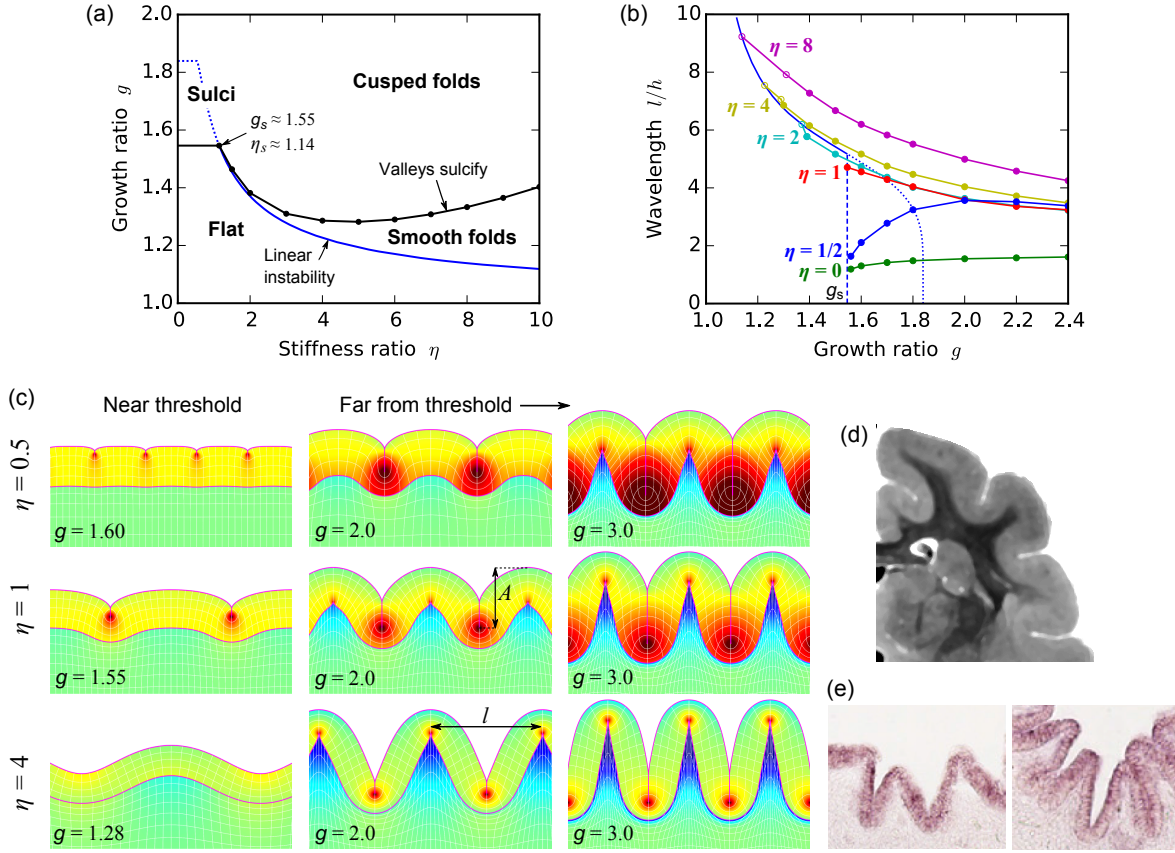 (a)
2.0
1.8
1.6
1.4
1.2
1.0
Growth ratio g
0 2 4 6 8 10
Stiffness ratio η
Sulci
Cusped folds
g_s ≈ 1.55
η_s ≈ 1.14
Valleys sulcify
Flat
Smooth folds
Linear
instability
(b)
10
8
6
4
2
0
Wavelength l/h
1.0 1.2 1.4 1.6 1.8 2.0 2.2 2.4
Growth ratio g
η = 8
η = 4
η = 2
η = 1
η = 1/2
η = 0
g_s
(c)
Near threshold
Far from threshold
η = 0.5
g = 1.60
g = 2.0
g = 3.0
η = 1
g = 1.55
A
g = 2.0
g = 3.0
η = 4
g = 1.28
l
g = 2.0
g = 3.0
(d)
(e)